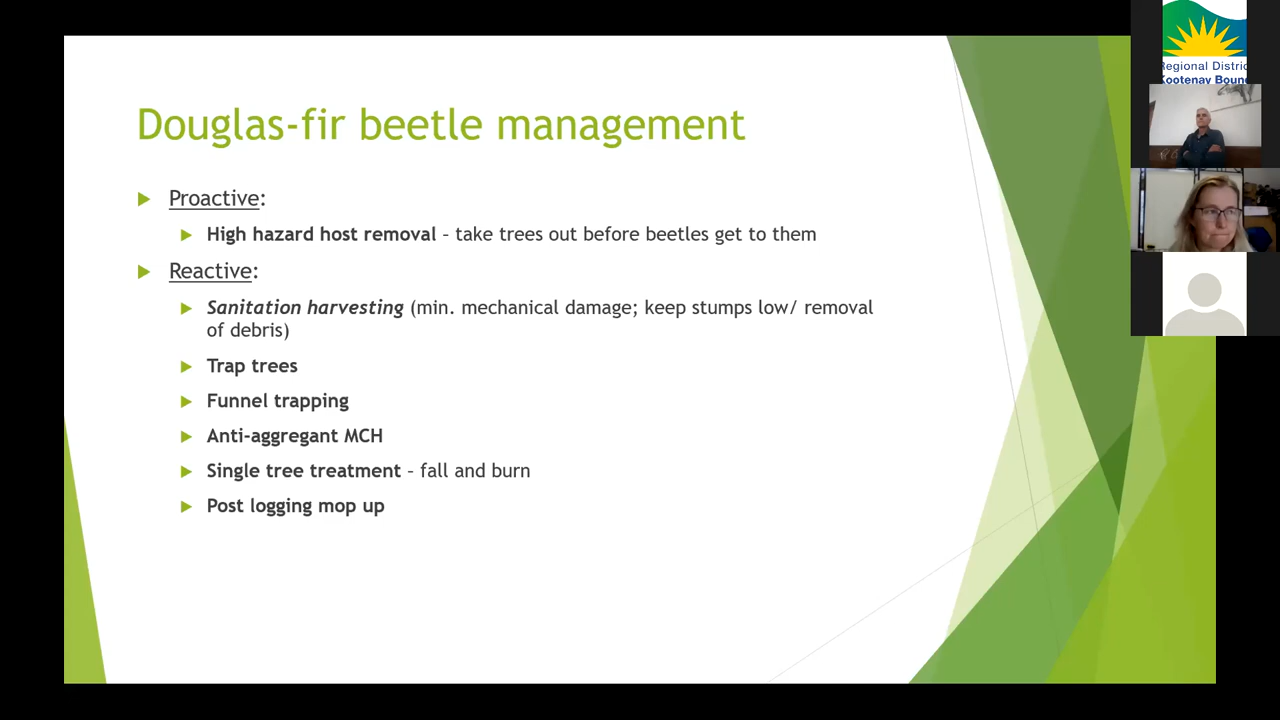 Douglas-fir beetle management
Proactive:
High hazard host removal – take trees out before beetles get to them
Reactive:
Sanitation harvesting (min. mechanical damage; keep stumps low/ removal
of debris)
Trap trees
Funnel trapping
Anti-aggregant MCH
Single tree treatment – fall and burn
Post logging mop up
Regional Distric
Kootenay Boun